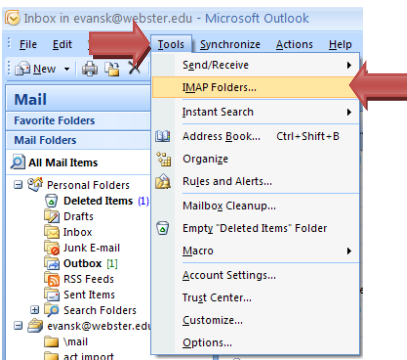 Inbox in evansk@webster.edu - Microsoft Outlook
File Edit Tools Synchronize Actions Help
New
Mail
Favorite Folders
Mail Folders
All Mail Items
Personal Folders
Deleted Items (1)
Drafts
Inbox
Junk E-mail
Outbox [1]
RSS Feeds
Sent Items
Search Folders
evansk@webster.edu
\mail
act import
Send/Receive
IMAP Folders...
Instant Search
Address Book... Ctrl+Shift+B
Organize
Rules and Alerts...
Mailbox Cleanup...
Empty "Deleted Items" Folder
Macro
Account Settings...
Trust Center...
Customize...
Options...